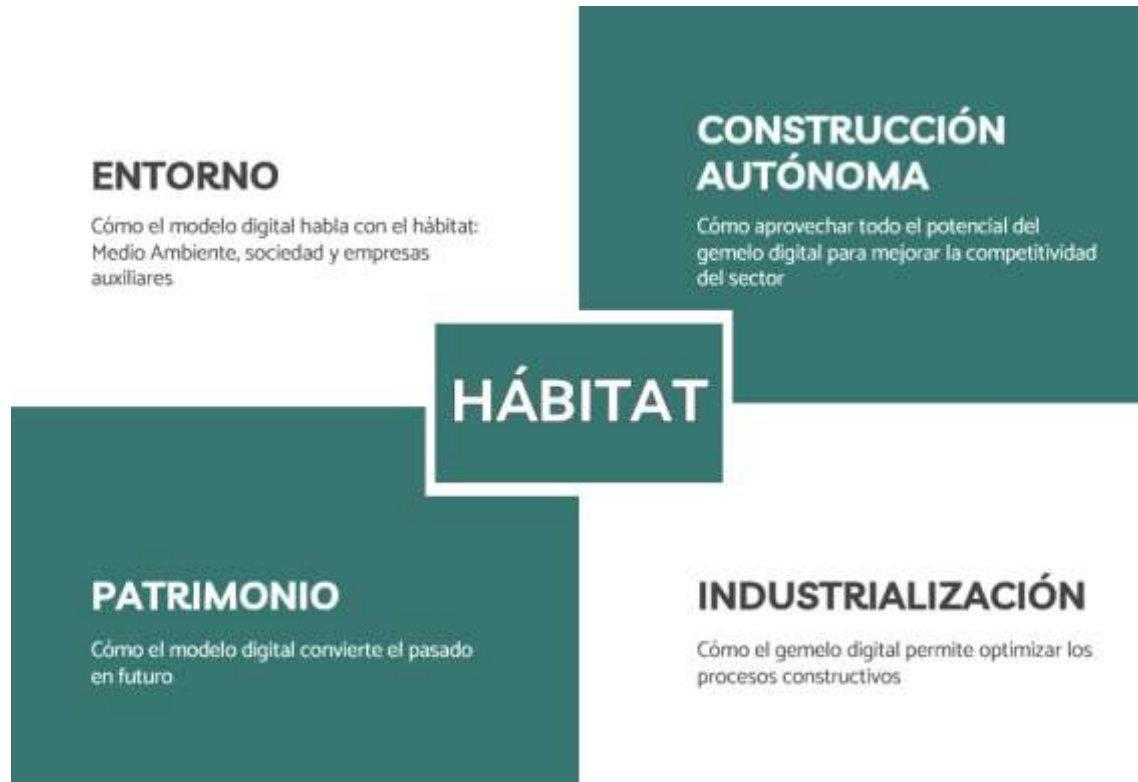 ENTORNO
Cómo el modelo digital habla con el hábitat:
Medio Ambiente, sociedad y empresas
auxiliares
CONSTRUCCIÓN
AUTÓNOMA
Cómo aprovechar todo el potencial del
gemelo digital para mejorar la competitividad
del sector
HÁBITAT
PATRIMONIO
Cómo el modelo digital convierte el pasado
en futuro
INDUSTRIALIZACIÓN
Cómo el gemelo digital permite optimizar los
procesos constructivos